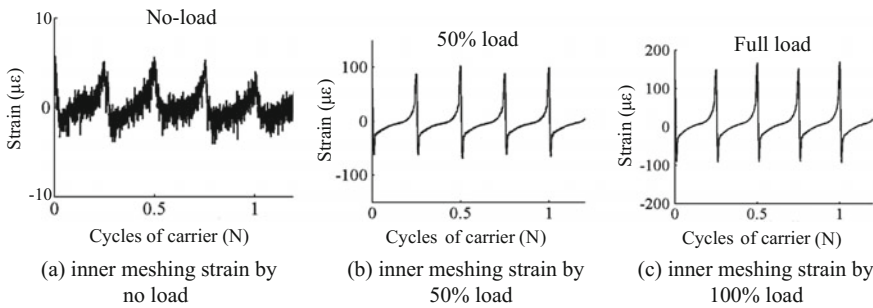 No-load
10
0
-10
Strain (με)
0
0.5
1
Cycles of carrier (N)
(a) inner meshing strain by
no load
50% load
100
0
-100
Strain (με)
0
0.5
1
Cycles of carrier (N)
(b) inner meshing strain by
50% load
Full load
200
100
0
-100
-200
Strain (με)
0
0.5
1
Cycles of carrier (N)
(c) inner meshing strain by
100% load